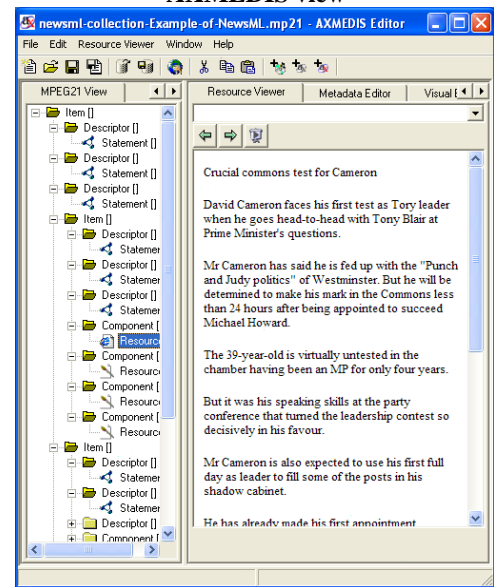 AXMEDIS view
newsml-collection-Example-of-NewsML.mp21 - AXMEDIS Editor
File Edit Resource Viewer Window Help
MPEG21 View
Item []
Descriptor []
Statement []
Descriptor []
Statement []
Descriptor []
Statement []
Item []
Descriptor []
Statemer
Descriptor []
Statemer
Descriptor []
Statemer
Component [
Resource
Component [
Resourc
Component [
Resourc
Component [
Resourc
Item []
Descriptor []
Statemer
Descriptor []
Statemer
Descriptor []
Component [
Resource Viewer Metadata Editor Visual E
Crucial commons test for Cameron
David Cameron faces his first test as Tory leader
when he goes head-to-head with Tony Blair at
Prime Minister's questions.
Mr Cameron has said he is fed up with the "Punch
and Judy politics" of Westminster. But he will be
determined to make his mark in the Commons less
than 24 hours after being appointed to succeed
Michael Howard.
The 39-year-old is virtually untested in the
chamber having been an MP for only four years.
But it was his speaking skills at the party
conference that turned the leadership contest so
decisively in his favour.
Mr Cameron is also expected to use his first full
day as leader to fill some of the posts in his
shadow cabinet.
He has already made his first appointment